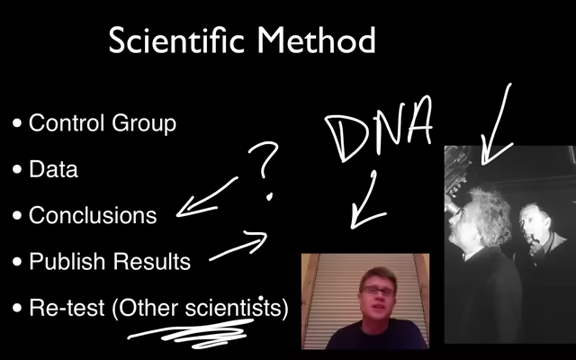 Scientific Method
• Control Group
• Data
• Conclusions
• Publish Results
• Re-test (Other scientists)
?
DNA